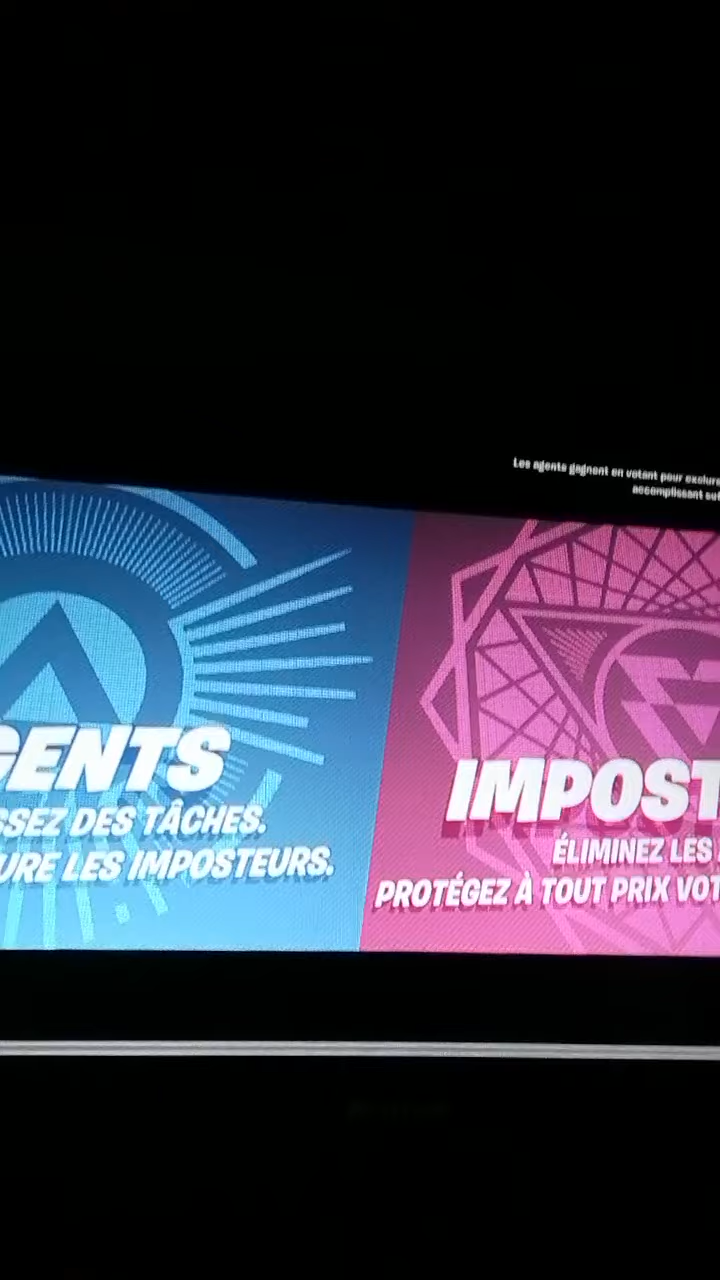 Les agents gagnent en votant pour exclure
accomplissant
GENTS
SSEZ DES TÂCHES.
URE LES IMPOSTEURS.
IMPOST
ÉLIMINEZ LES
PROTÉGEZ À TOUT PRIX VOT